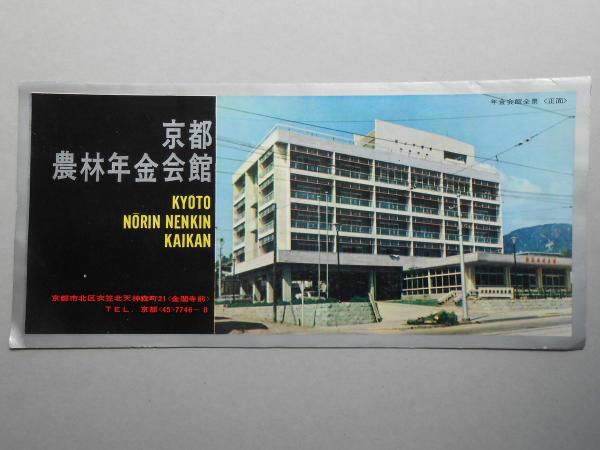 京都
農林年金会館
KYOTO
NŌRIN NENKIN
KAIKAN
京都市北区衣笠北天神森町21〈金閣寺前〉
TEL. 京都〈45〉7746－8
年金会館全景〈正面〉